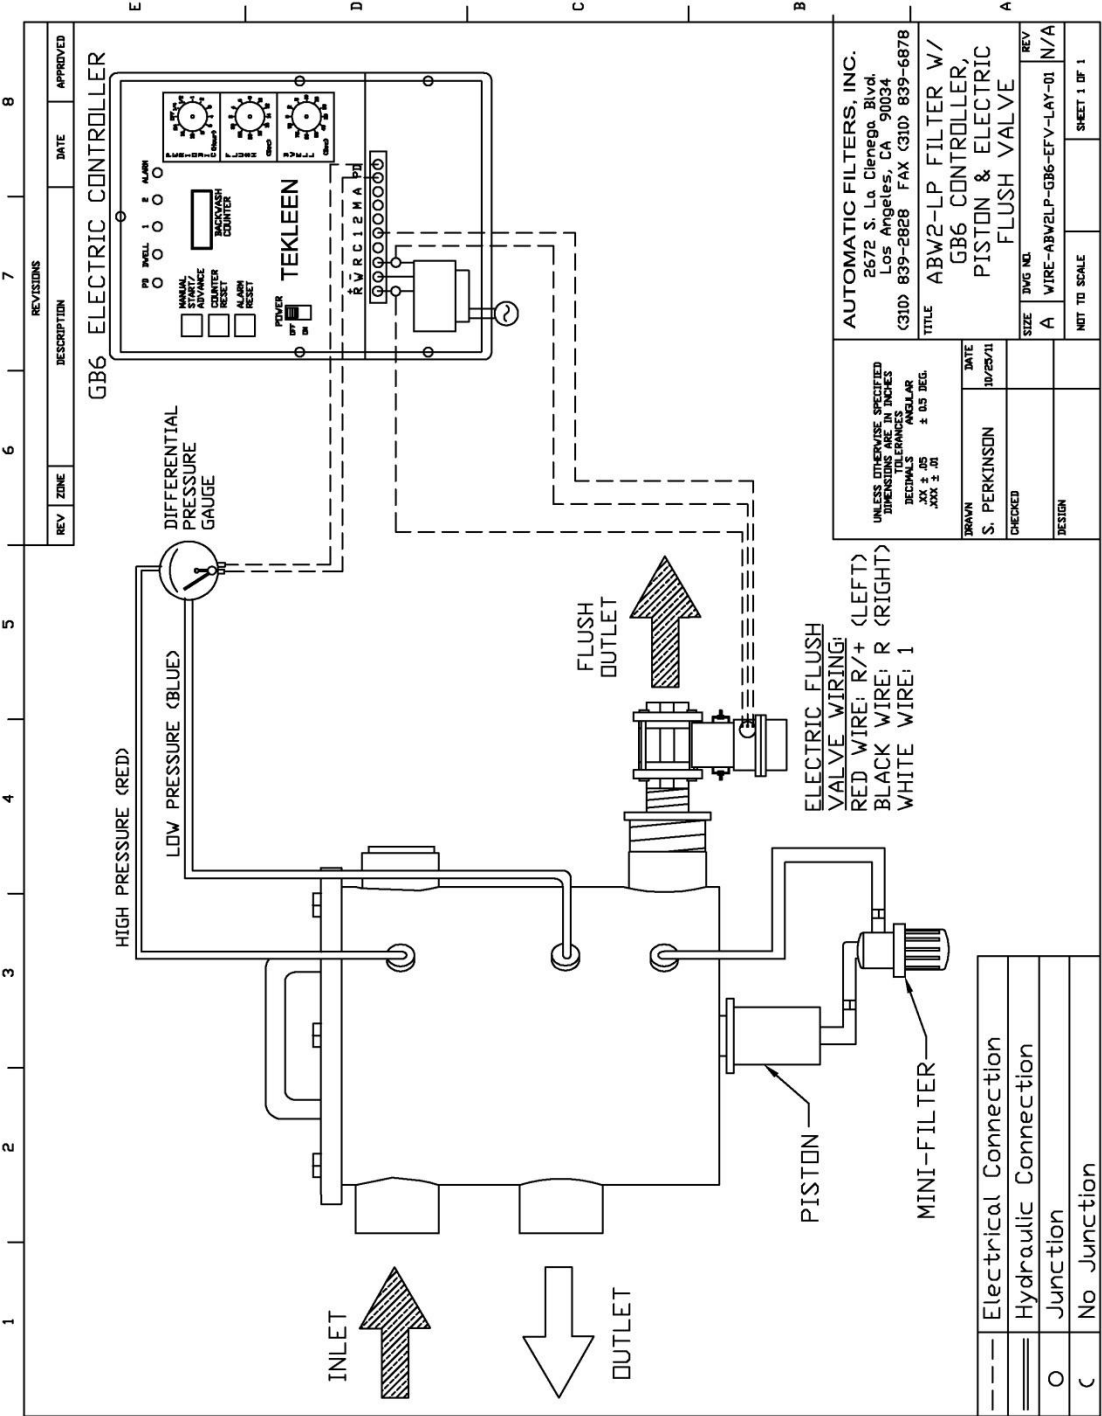 1
2
3
4
5
6
7
8
E
D
C
B
A
REVISIONS
REV
ZONE
DESCRIPTION
DATE
APPROVED
GB6 ELECTRIC CONTROLLER
PD
DWELL
1
2
ALARM
MANUAL
START/
ADVANCE
COUNTER
RESET
ALARM
RESET
BACKWASH
COUNTER
PERIODIC
(Hour)
FLUSH
(Sec)
DWELL
(Sec)
POWER
OFF
ON
TEKLEEN
+ -
R W R C 1 2 M A PD
DIFFERENTIAL
PRESSURE
GAUGE
HIGH PRESSURE (RED)
LOW PRESSURE (BLUE)
FLUSH
OUTLET
INLET
OUTLET
PISTON
MINI-FILTER
ELECTRIC FLUSH
VALVE WIRING:
RED WIRE: R/+ (LEFT)
BLACK WIRE: R (RIGHT)
WHITE WIRE: 1
Electrical Connection
Hydraulic Connection
Junction
No Junction
UNLESS OTHERWISE SPECIFIED
DIMENSIONS ARE IN INCHES
TOLERANCES
DECIMALS ANGULAR
.XX ± .05 ± 0.5 DEG.
.XXX ± .01
DRAWN
S. PERKINSON
DATE
10/25/11
CHECKED
DESIGN
AUTOMATIC FILTERS, INC.
2672 S. La Cienega Blvd.
Los Angeles, CA 90034
(310) 839-2828 FAX (310) 839-6878
TITLE
ABW2-LP FILTER W/
GB6 CONTROLLER,
PISTON & ELECTRIC
FLUSH VALVE
SIZE
A
DWG NO.
WIRE-ABW2LP-GB6-EFV-LAY-01
REV
N/A
NOT TO SCALE
SHEET 1 OF 1